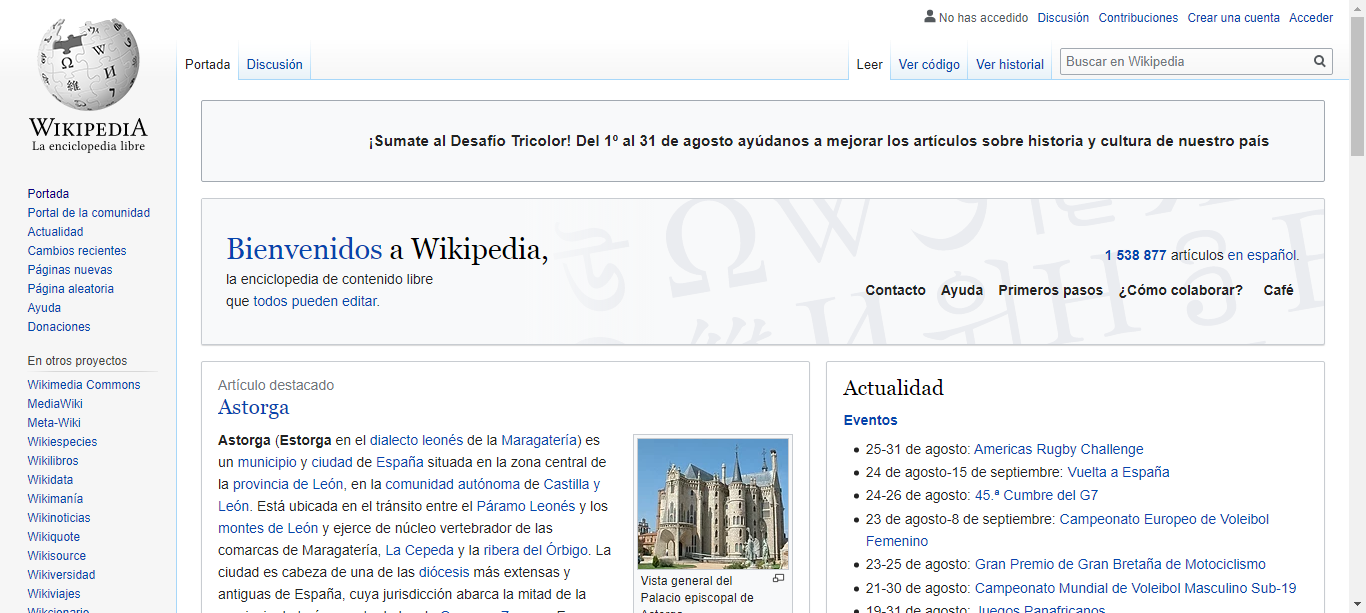 No ha accedido Discusión Contribuciones Crear una cuenta Acceder
Portada Discusión Leer Ver código Ver historial Buscar en Wikipedia
WIKIPEDIA
La enciclopedia libre
Portada
Portal de la comunidad
Actualidad
Cambios recientes
Páginas nuevas
Página aleatoria
Ayuda
Donaciones
En otros proyectos
Wikimedia Commons
MediaWiki
Meta-Wiki
Wikiespecies
Wikilibros
Wikidata
Wikimanía
Wikinoticias
Wikiquote
Wikisource
Wikiversidad
Wikiviajes
Wikcionario
¡Sumate al Desafío Tricolor! Del 1º al 31 de agosto ayúdanos a mejorar los artículos sobre historia y cultura de nuestro país
Bienvenidos a Wikipedia,
la enciclopedia de contenido libre
que todos pueden editar.
1 538 877 artículos en español.
Contacto Ayuda Primeros pasos ¿Cómo colaborar? Café
Artículo destacado
Astorga
Astorga (Estorga en el dialecto leonés de la Maragatería) es
un municipio y ciudad de España situada en la zona central de
la provincia de León, en la comunidad autónoma de Castilla y
León. Está ubicada en el tránsito entre el Páramo Leonés y los
montes de León y ejerce de núcleo vertebrador de las
comarcas de Maragatería, La Cepeda y la ribera del Órbigo. La
ciudad es cabeza de una de las diócesis más extensas y
antiguas de España, cuya jurisdicción abarca la mitad de la
Vista general del
Palacio episcopal de
Astorga
Actualidad
Eventos
25-31 de agosto: Americas Rugby Challenge
24 de agosto-15 de septiembre: Vuelta a España
24-26 de agosto: 45.ª Cumbre del G7
23 de agosto-8 de septiembre: Campeonato Europeo de Voleibol
Femenino
23-25 de agosto: Gran Premio de Gran Bretaña de Motociclismo
21-30 de agosto: Campeonato Mundial de Voleibol Masculino Sub-19
19-31 de agosto: Juegos Panafricanos